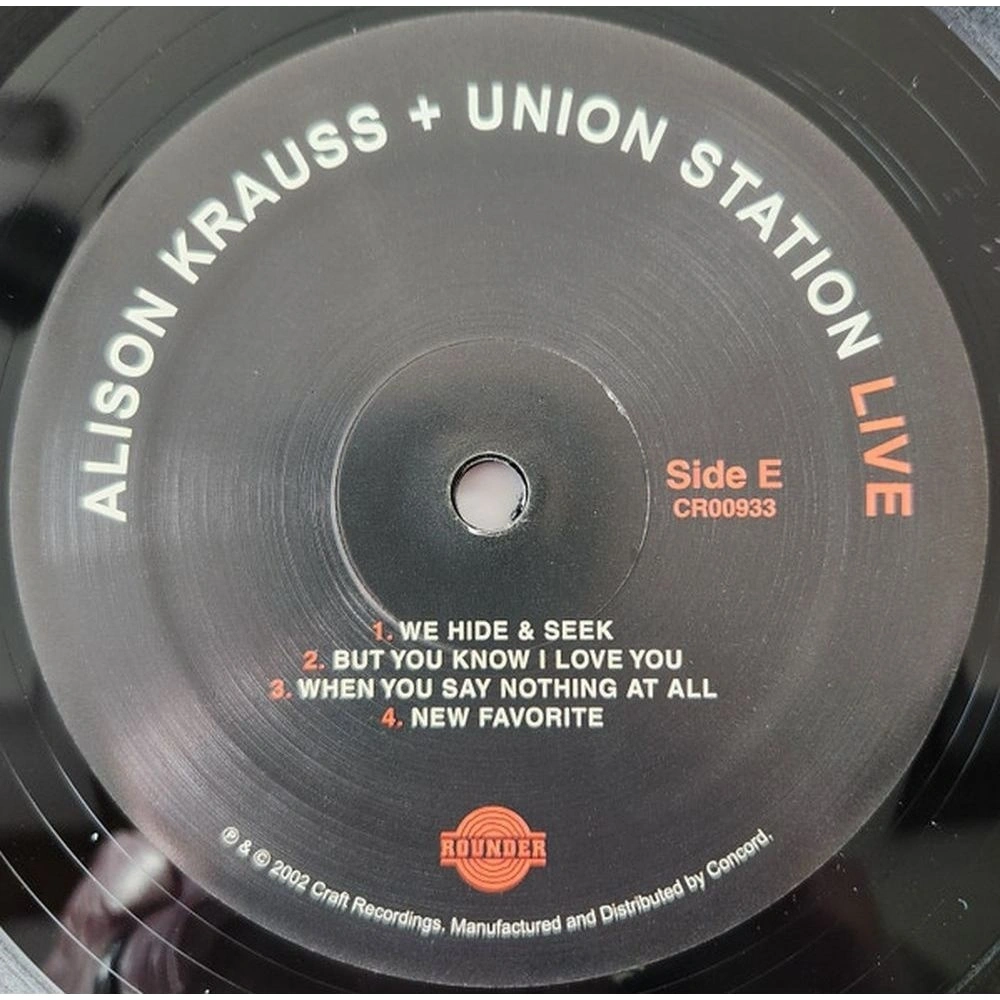 ALISON KRAUSS + UNION STATION LIVE
Side E
CR00933
1. WE HIDE & SEEK
2. BUT YOU KNOW I LOVE YOU
3. WHEN YOU SAY NOTHING AT ALL
4. NEW FAVORITE
ROUNDER
℗ & © 2002 Craft Recordings, Manufactured and Distributed by Concord,